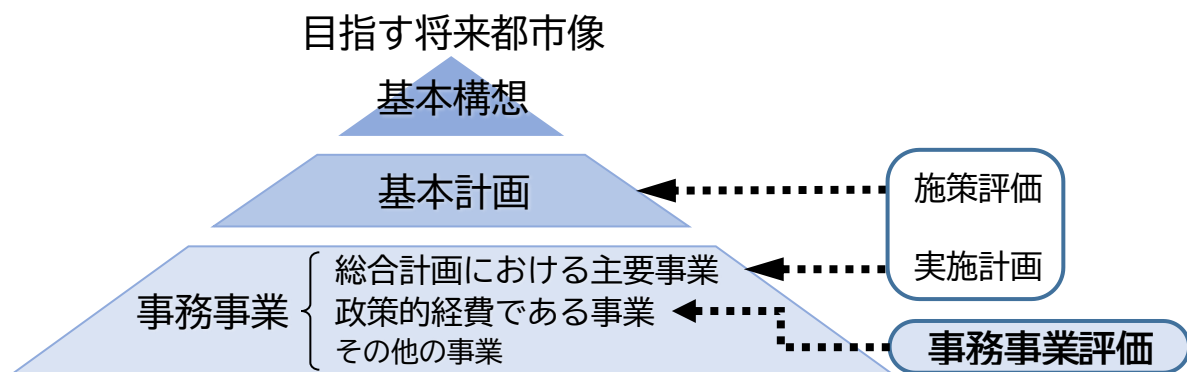 目指す将来都市像
基本構想
基本計画
施策評価
実施計画
事務事業
総合計画における主要事業
政策的経費である事業
その他の事業
事務事業評価